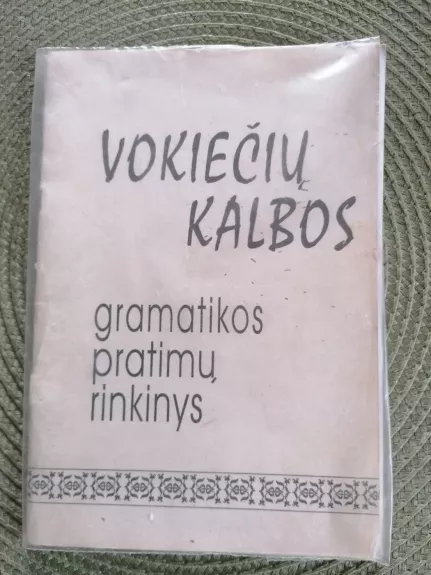 VOKIEČIŲ
KALBOS
gramatikos
pratimų
rinkinys